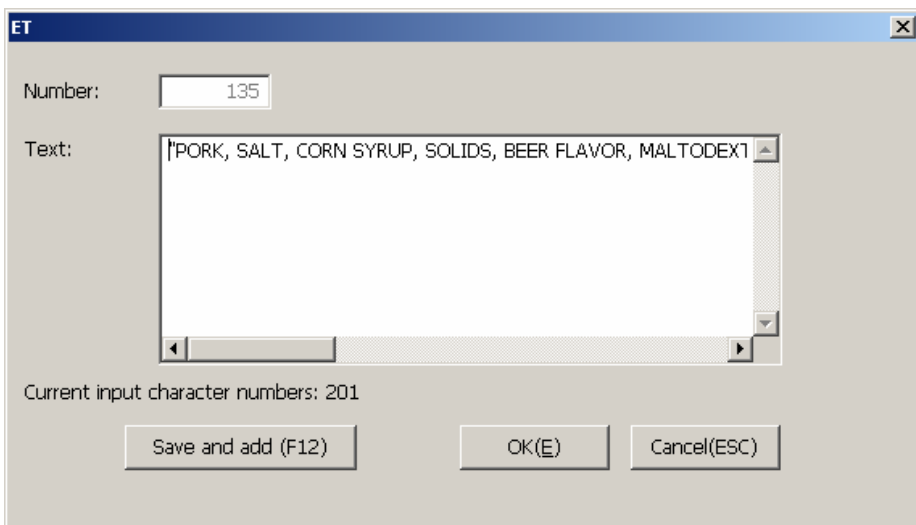 ET
Number: 135
Text: "PORK, SALT, CORN SYRUP, SOLIDS, BEER FLAVOR, MALTODEXT
Current input character numbers: 201
Save and add (F12) OK(E) Cancel(ESC)